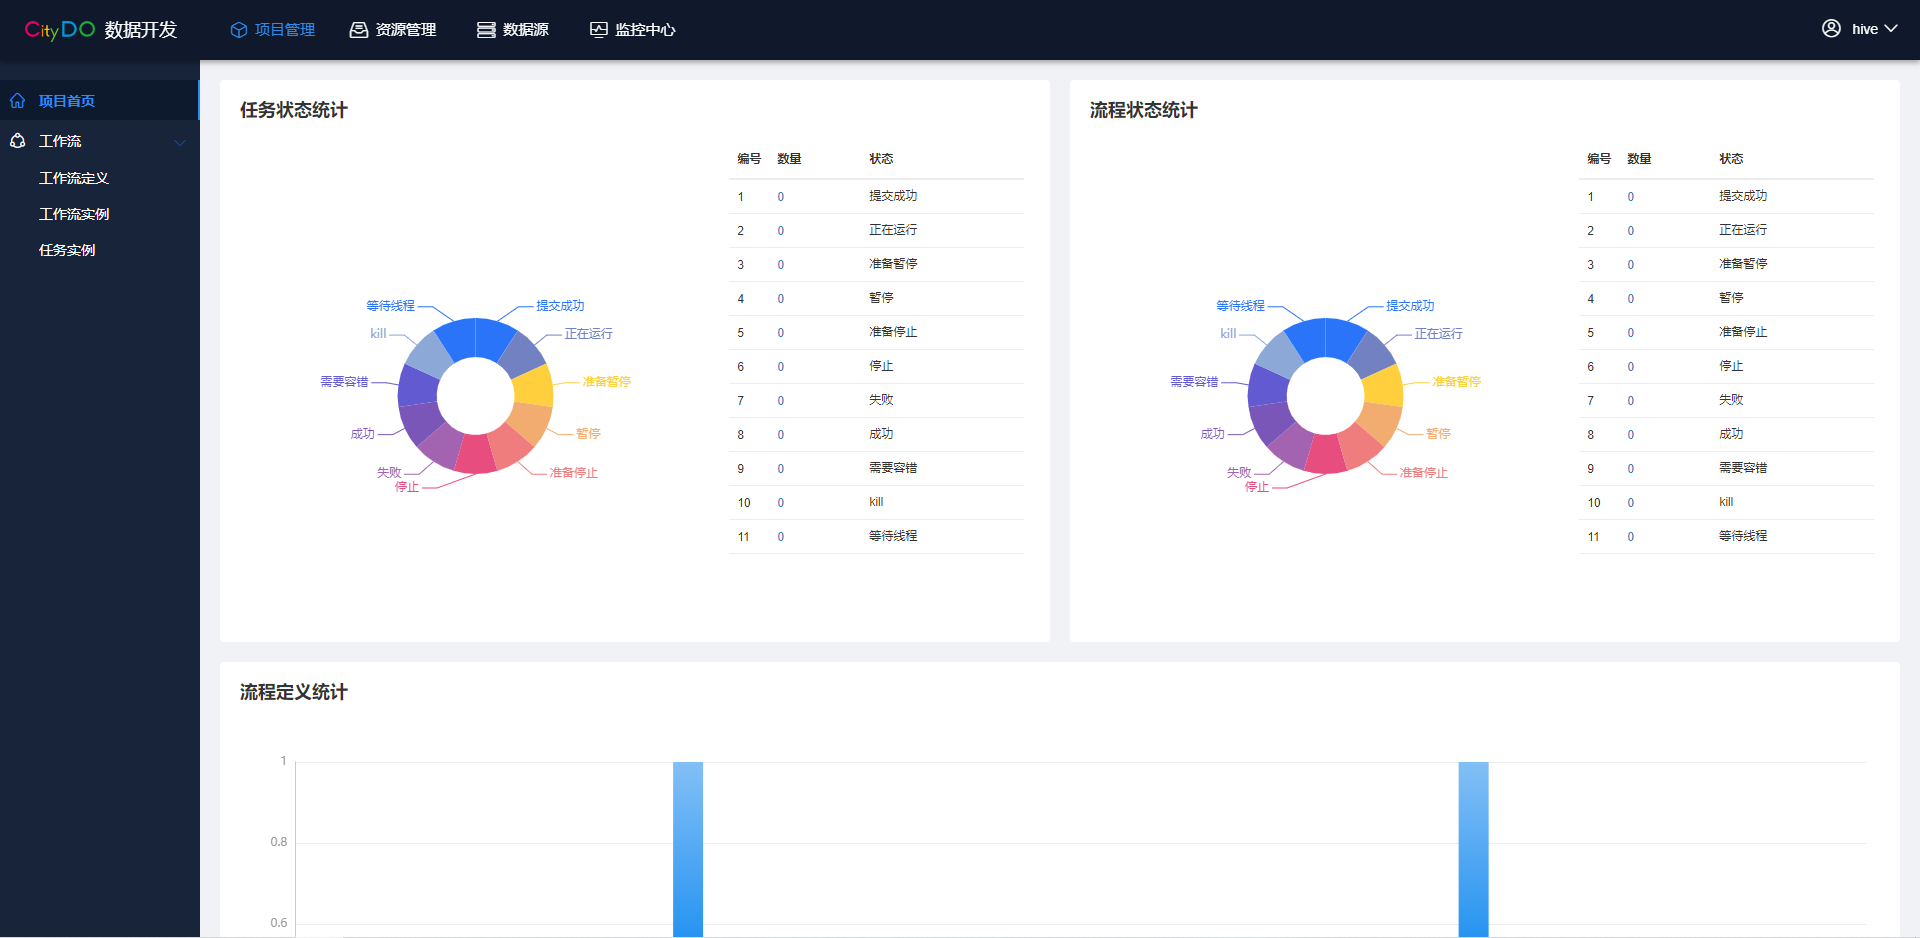 CityDO 数据开发 项目管理 资源管理 数据源 监控中心 hive
项目首页
工作流
工作流定义
工作流实例
任务实例
任务状态统计
等待线程 提交成功
kill 正在运行
需要容错 准备暂停
成功 暂停
失败 准备停止
停止
编号 数量 状态
1 0 提交成功
2 0 正在运行
3 0 准备暂停
4 0 暂停
5 0 准备停止
6 0 停止
7 0 失败
8 0 成功
9 0 需要容错
10 0 kill
11 0 等待线程
流程状态统计
等待线程 提交成功
kill 正在运行
需要容错 准备暂停
成功 暂停
失败 准备停止
停止
编号 数量 状态
1 0 提交成功
2 0 正在运行
3 0 准备暂停
4 0 暂停
5 0 准备停止
6 0 停止
7 0 失败
8 0 成功
9 0 需要容错
10 0 kill
11 0 等待线程
流程定义统计
1
0.8
0.6